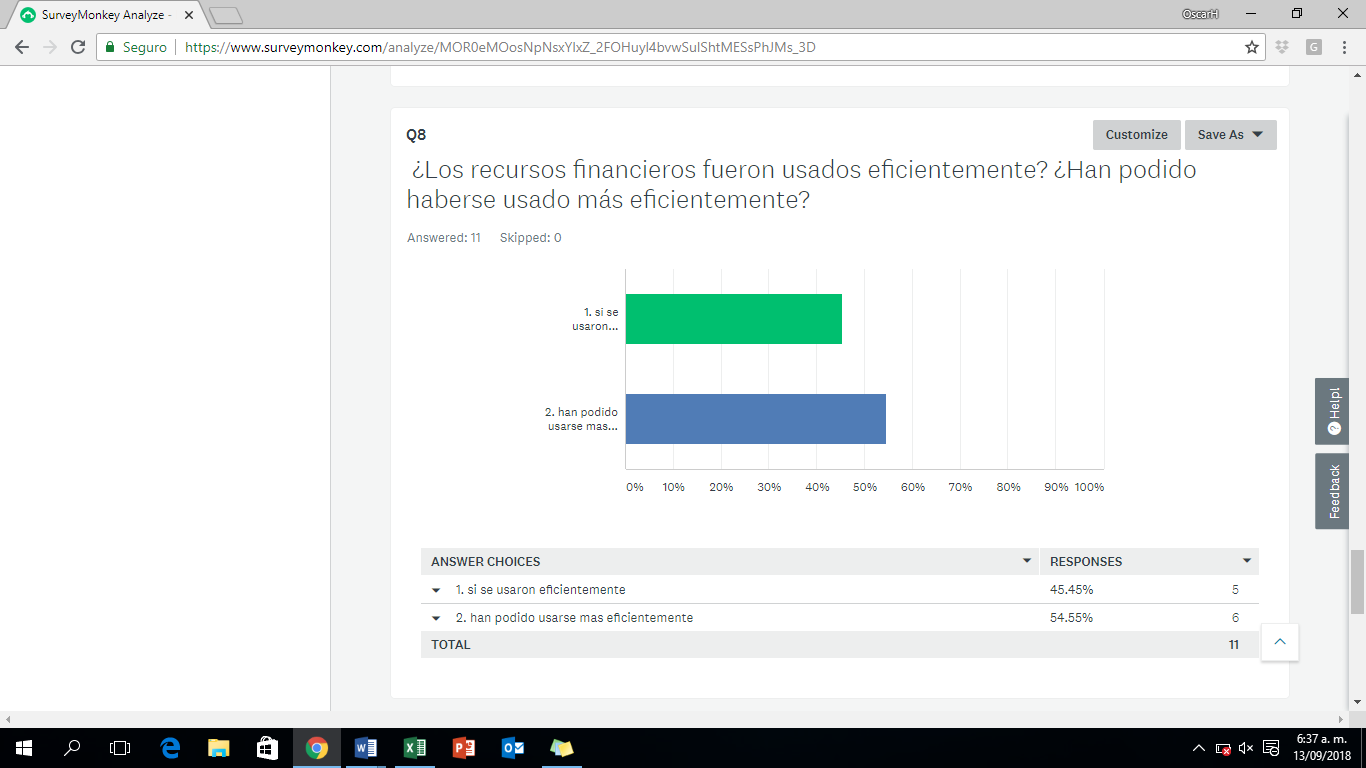 SurveyMonkey Analyze -
OscarH
Seguro
https://www.surveymonkey.com/analyze/MOR0eMOosNpNsxYlxZ_2FOHuyl4bvwSulShtMESsPhJMs_3D
G
Q8
Customize
Save As
¿Los recursos financieros fueron usados eficientemente? ¿Han podido
haberse usado más eficientemente?
Answered: 11 Skipped: 0
1. si se
usaron...
2. han podido
usarse mas...
0% 10% 20% 30% 40% 50% 60% 70% 80% 90% 100%
? Help!
Feedback
ANSWER CHOICES RESPONSES
1. si se usaron eficientemente 45.45% 5
2. han podido usarse mas eficientemente 54.55% 6
TOTAL 11
6:37 a. m.
13/09/2018